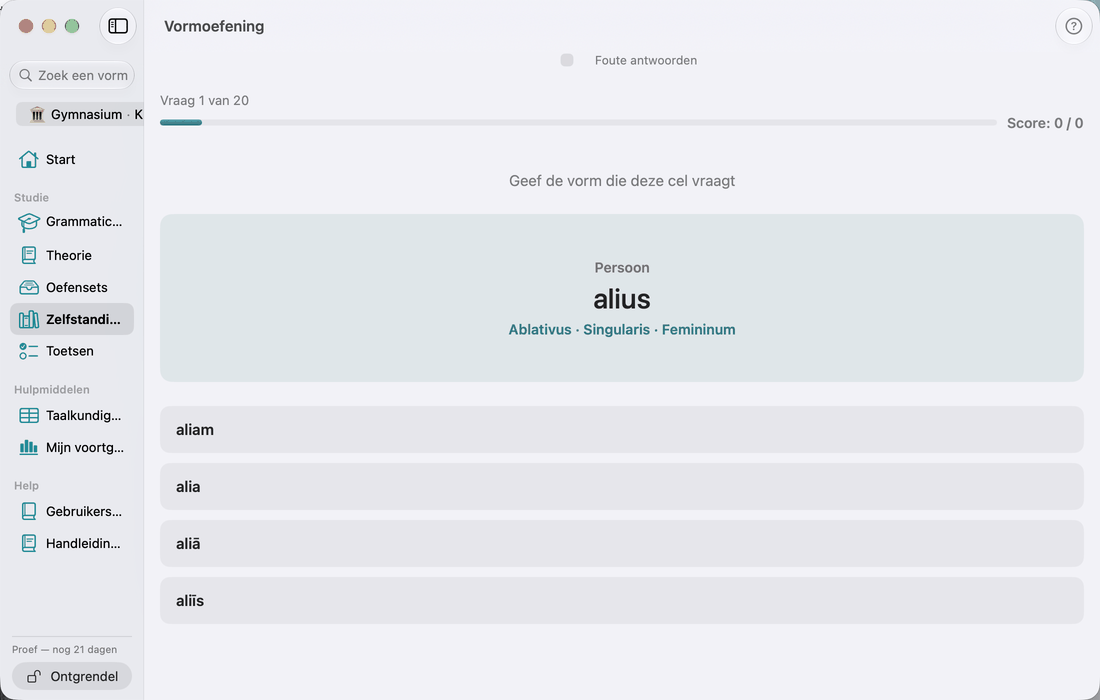 Vormoefening
Zoek een vorm
Foute antwoorden
Gymnasium · K
Vraag 1 van 20
Score: 0 / 0
Start
Studie
Grammatic...
Theorie
Oefensets
Zelfstandi...
Toetsen
Hulpmiddelen
Taalkundig...
Mijn voortg...
Help
Gebruikers...
Handleidin...
Proef — nog 21 dagen
Ontgrendel
Geef de vorm die deze cel vraagt
Persoon
alius
Ablativus · Singularis · Femininum
aliam
alia
aliā
aliīs